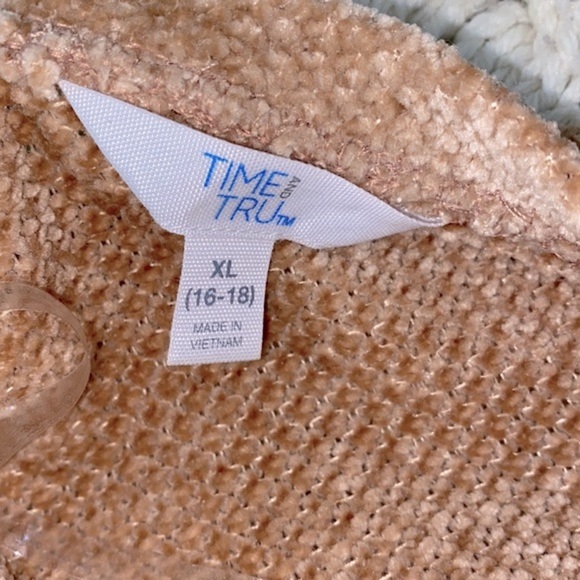 TIME AND
TRU™
XL
(16-18)
MADE IN
VIETNAM